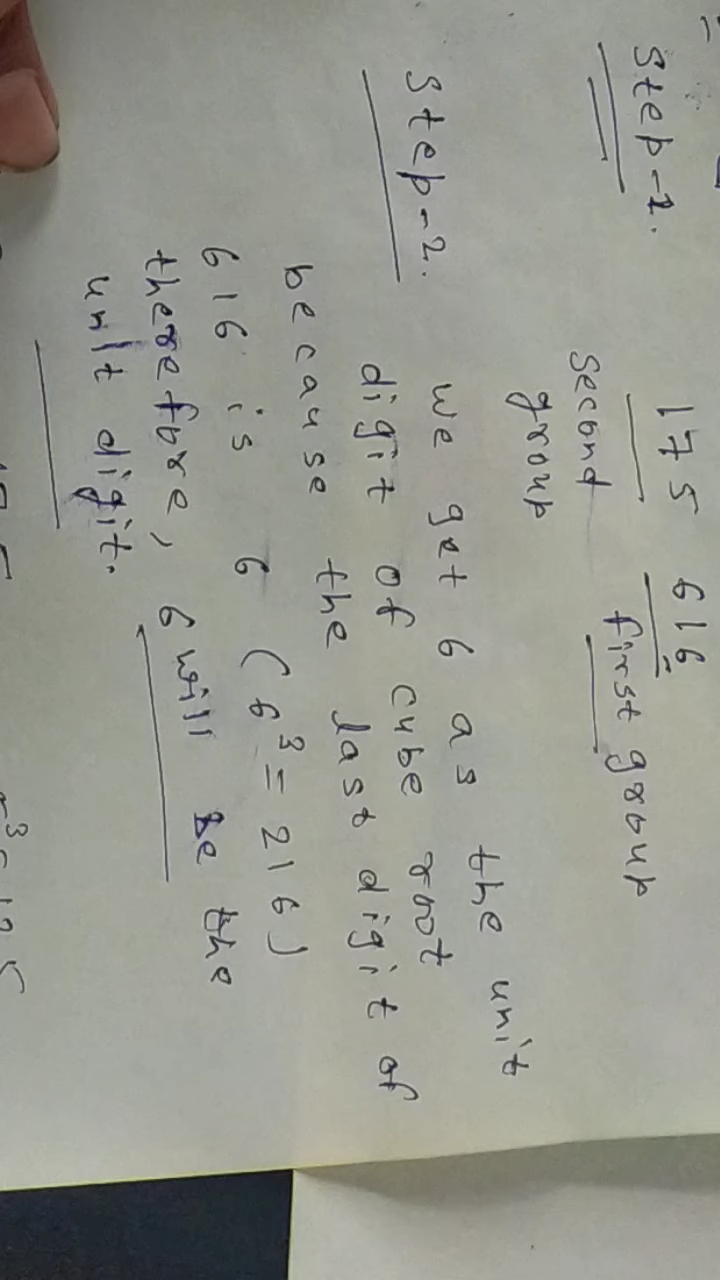 Step-1.
175 616
second first group
group
Step-2.
we get 6 as the unit
digit of cube root
because the last digit of
616 is 6 (6³ = 216)
therefore, 6 will be the
unit digit.